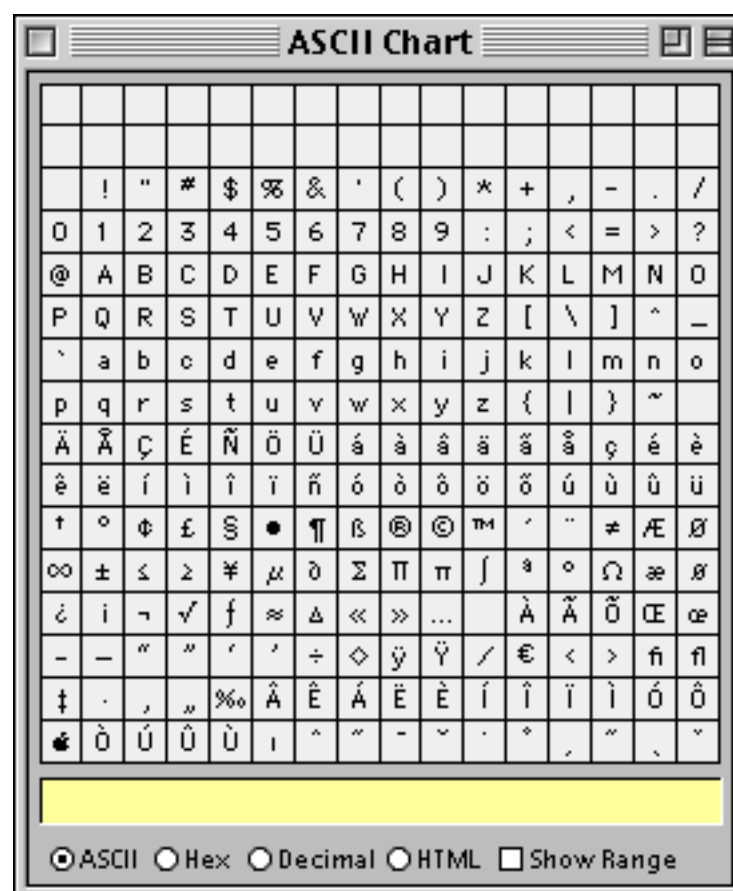 ASCII Chart
! " # $ % & ' ( ) * + , - . /
0 1 2 3 4 5 6 7 8 9 : ; < = > ?
@ A B C D E F G H I J K L M N O
P Q R S T U V W X Y Z [ \ ] ^ _
` a b c d e f g h i j k l m n o
p q r s t u v w x y z { | } ~
Ä Å Ç É Ñ Ö Ü á à â ä ã å ç é è
ê ë í ì î ï ñ ó ò ô ö õ ú ù û ü
† ° ¢ £ § • ¶ ß ® © ™ ´ ¨ ≠ Æ Ø
∞ ± ≤ ≥ ¥ µ ∂ Σ Π π ∫ ª º Ω æ ø
¿ ¡ ¬ √ ƒ ≈ ∆ « » … À Ã Õ Œ œ
– — “ ” ‘ ’ ÷ ◊ ÿ Ÿ ⁄ € ‹ › fi fl
‡ · ‚ „ ‰ Â Ê Á Ë È Í Î Ï Ì Ó Ô
 Ò Ú Û Ù ı ˆ ˜ ¯ ˘ ˙ ˚ ¸ ˝ ˛ ˇ
ASCII Hex Decimal HTML Show Range